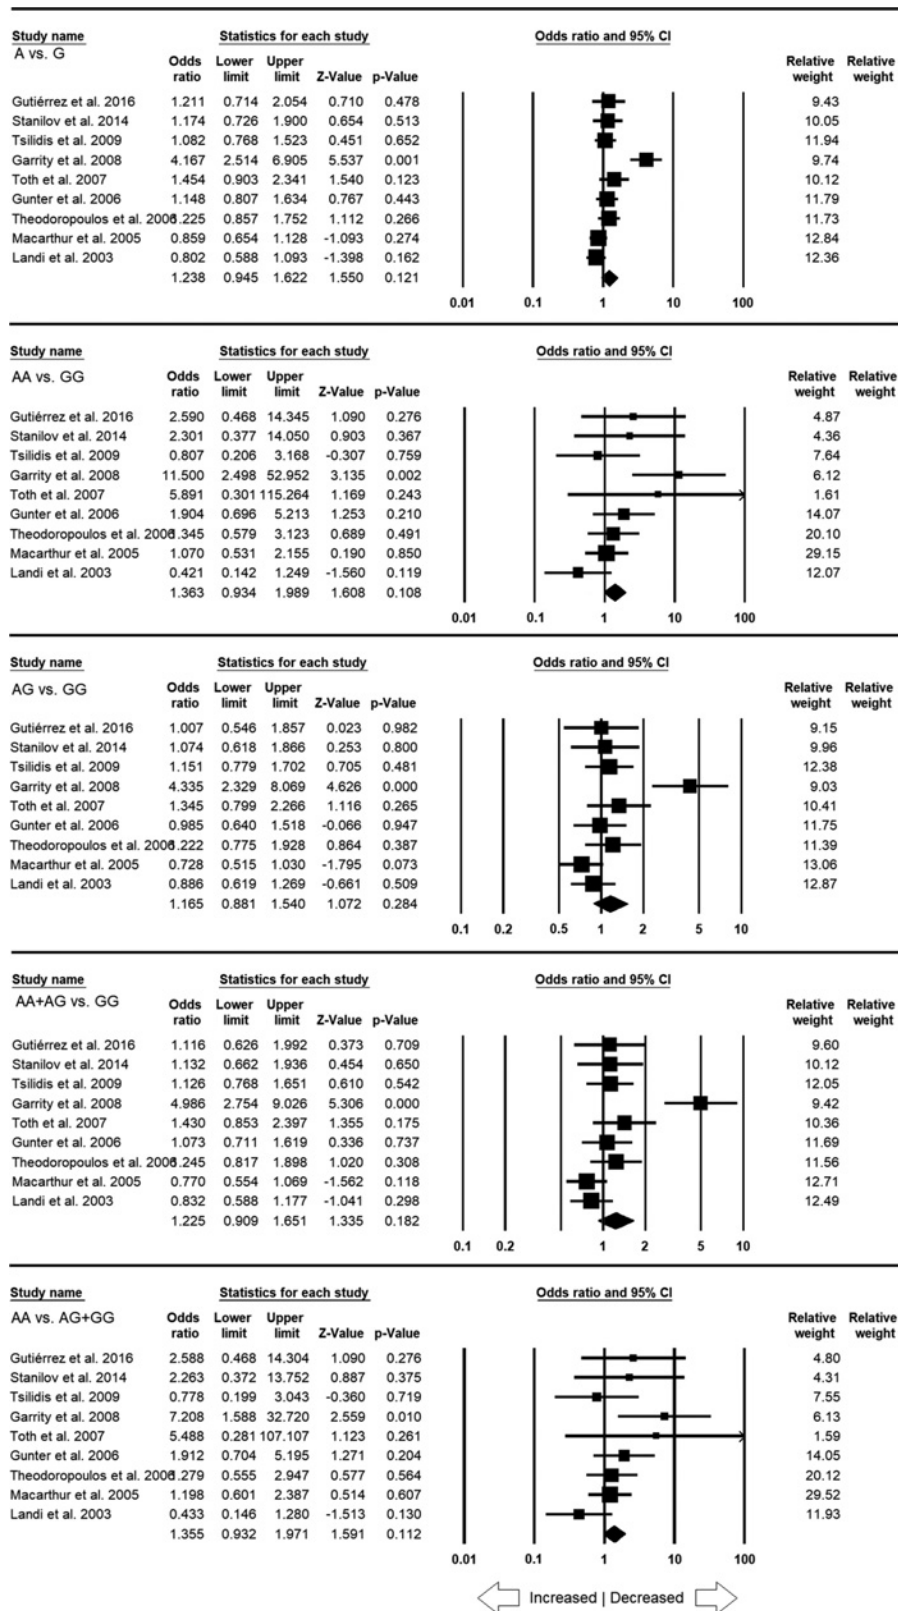 Study name Statistics for each study Odds ratio and 95% CI
A vs. G
Odds Lower Upper Relative Relative
ratio limit limit Z-Value p-Value weight weight
Gutiérrez et al. 2016 1.211 0.714 2.054 0.710 0.478 9.43
Stanilov et al. 2014 1.174 0.726 1.900 0.654 0.513 10.05
Tsilidis et al. 2009 1.082 0.768 1.523 0.451 0.652 11.94
Garrity et al. 2008 4.167 2.514 6.905 5.537 0.001 9.74
Toth et al. 2007 1.454 0.903 2.341 1.540 0.123 10.12
Gunter et al. 2006 1.148 0.807 1.634 0.767 0.443 11.79
Theodoropoulos et al. 2006 1.225 0.857 1.752 1.112 0.266 11.73
Macarthur et al. 2005 0.859 0.654 1.128 -1.093 0.274 12.84
Landi et al. 2003 0.802 0.588 1.093 -1.398 0.162 12.36
1.238 0.945 1.622 1.550 0.121
0.01 0.1 1 10 100
Study name Statistics for each study Odds ratio and 95% CI
AA vs. GG Odds Lower Upper Relative Relative
ratio limit limit Z-Value p-Value weight weight
Gutiérrez et al. 2016 2.590 0.468 14.345 1.090 0.276 4.87
Stanilov et al. 2014 2.301 0.377 14.050 0.903 0.367 4.36
Tsilidis et al. 2009 0.807 0.206 3.168 -0.307 0.759 7.64
Garrity et al. 2008 11.500 2.498 52.952 3.135 0.002 6.12
Toth et al. 2007 5.891 0.301 115.264 1.169 0.243 1.61
Gunter et al. 2006 1.904 0.696 5.213 1.253 0.210 14.07
Theodoropoulos et al. 2006 1.345 0.579 3.123 0.689 0.491 20.10
Macarthur et al. 2005 1.070 0.531 2.155 0.190 0.850 29.15
Landi et al. 2003 0.421 0.142 1.249 -1.560 0.119 12.07
1.363 0.934 1.989 1.608 0.108
0.01 0.1 1 10 100
Study name Statistics for each study Odds ratio and 95% CI
AG vs. GG Odds Lower Upper Relative Relative
ratio limit limit Z-Value p-Value weight weight
Gutiérrez et al. 2016 1.007 0.546 1.857 0.023 0.982 9.15
Stanilov et al. 2014 1.074 0.618 1.866 0.253 0.800 9.96
Tsilidis et al. 2009 1.151 0.779 1.702 0.705 0.481 12.38
Garrity et al. 2008 4.335 2.329 8.069 4.626 0.000 9.03
Toth et al. 2007 1.345 0.799 2.266 1.116 0.265 10.41
Gunter et al. 2006 0.985 0.640 1.518 -0.066 0.947 11.75
Theodoropoulos et al. 2006 1.222 0.775 1.928 0.864 0.387 11.39
Macarthur et al. 2005 0.728 0.515 1.030 -1.795 0.073 13.06
Landi et al. 2003 0.886 0.619 1.269 -0.661 0.509 12.87
1.165 0.881 1.540 1.072 0.284
0.1 0.2 0.5 1 2 5 10
Study name Statistics for each study Odds ratio and 95% CI
AA+AG vs. GG Odds Lower Upper Relative Relative
ratio limit limit Z-Value p-Value weight weight
Gutiérrez et al. 2016 1.116 0.626 1.992 0.373 0.709 9.60
Stanilov et al. 2014 1.132 0.662 1.936 0.454 0.650 10.12
Tsilidis et al. 2009 1.126 0.768 1.651 0.610 0.542 12.05
Garrity et al. 2008 4.986 2.754 9.026 5.306 0.000 9.42
Toth et al. 2007 1.430 0.853 2.397 1.355 0.175 10.36
Gunter et al. 2006 1.073 0.711 1.619 0.336 0.737 11.69
Theodoropoulos et al. 2006 1.245 0.817 1.898 1.020 0.308 11.56
Macarthur et al. 2005 0.770 0.554 1.069 -1.562 0.118 12.71
Landi et al. 2003 0.832 0.588 1.177 -1.041 0.298 12.49
1.225 0.909 1.651 1.335 0.182
0.1 0.2 1 2 5 10
Study name Statistics for each study Odds ratio and 95% CI
AA vs. AG+GG Odds Lower Upper Relative Relative
ratio limit limit Z-Value p-Value weight weight
Gutiérrez et al. 2016 2.588 0.468 14.304 1.090 0.276 4.80
Stanilov et al. 2014 2.263 0.372 13.752 0.887 0.375 4.31
Tsilidis et al. 2009 0.778 0.199 3.043 -0.360 0.719 7.55
Garrity et al. 2008 7.208 1.588 32.720 2.559 0.010 6.13
Toth et al. 2007 5.488 0.281 107.107 1.123 0.261 1.59
Gunter et al. 2006 1.912 0.704 5.195 1.271 0.204 14.05
Theodoropoulos et al. 2006 1.279 0.555 2.947 0.577 0.564 20.12
Macarthur et al. 2005 1.198 0.601 2.387 0.514 0.607 29.52
Landi et al. 2003 0.433 0.146 1.280 -1.513 0.130 11.93
1.355 0.932 1.971 1.591 0.112
0.01 0.1 1 10 100
Increased | Decreased